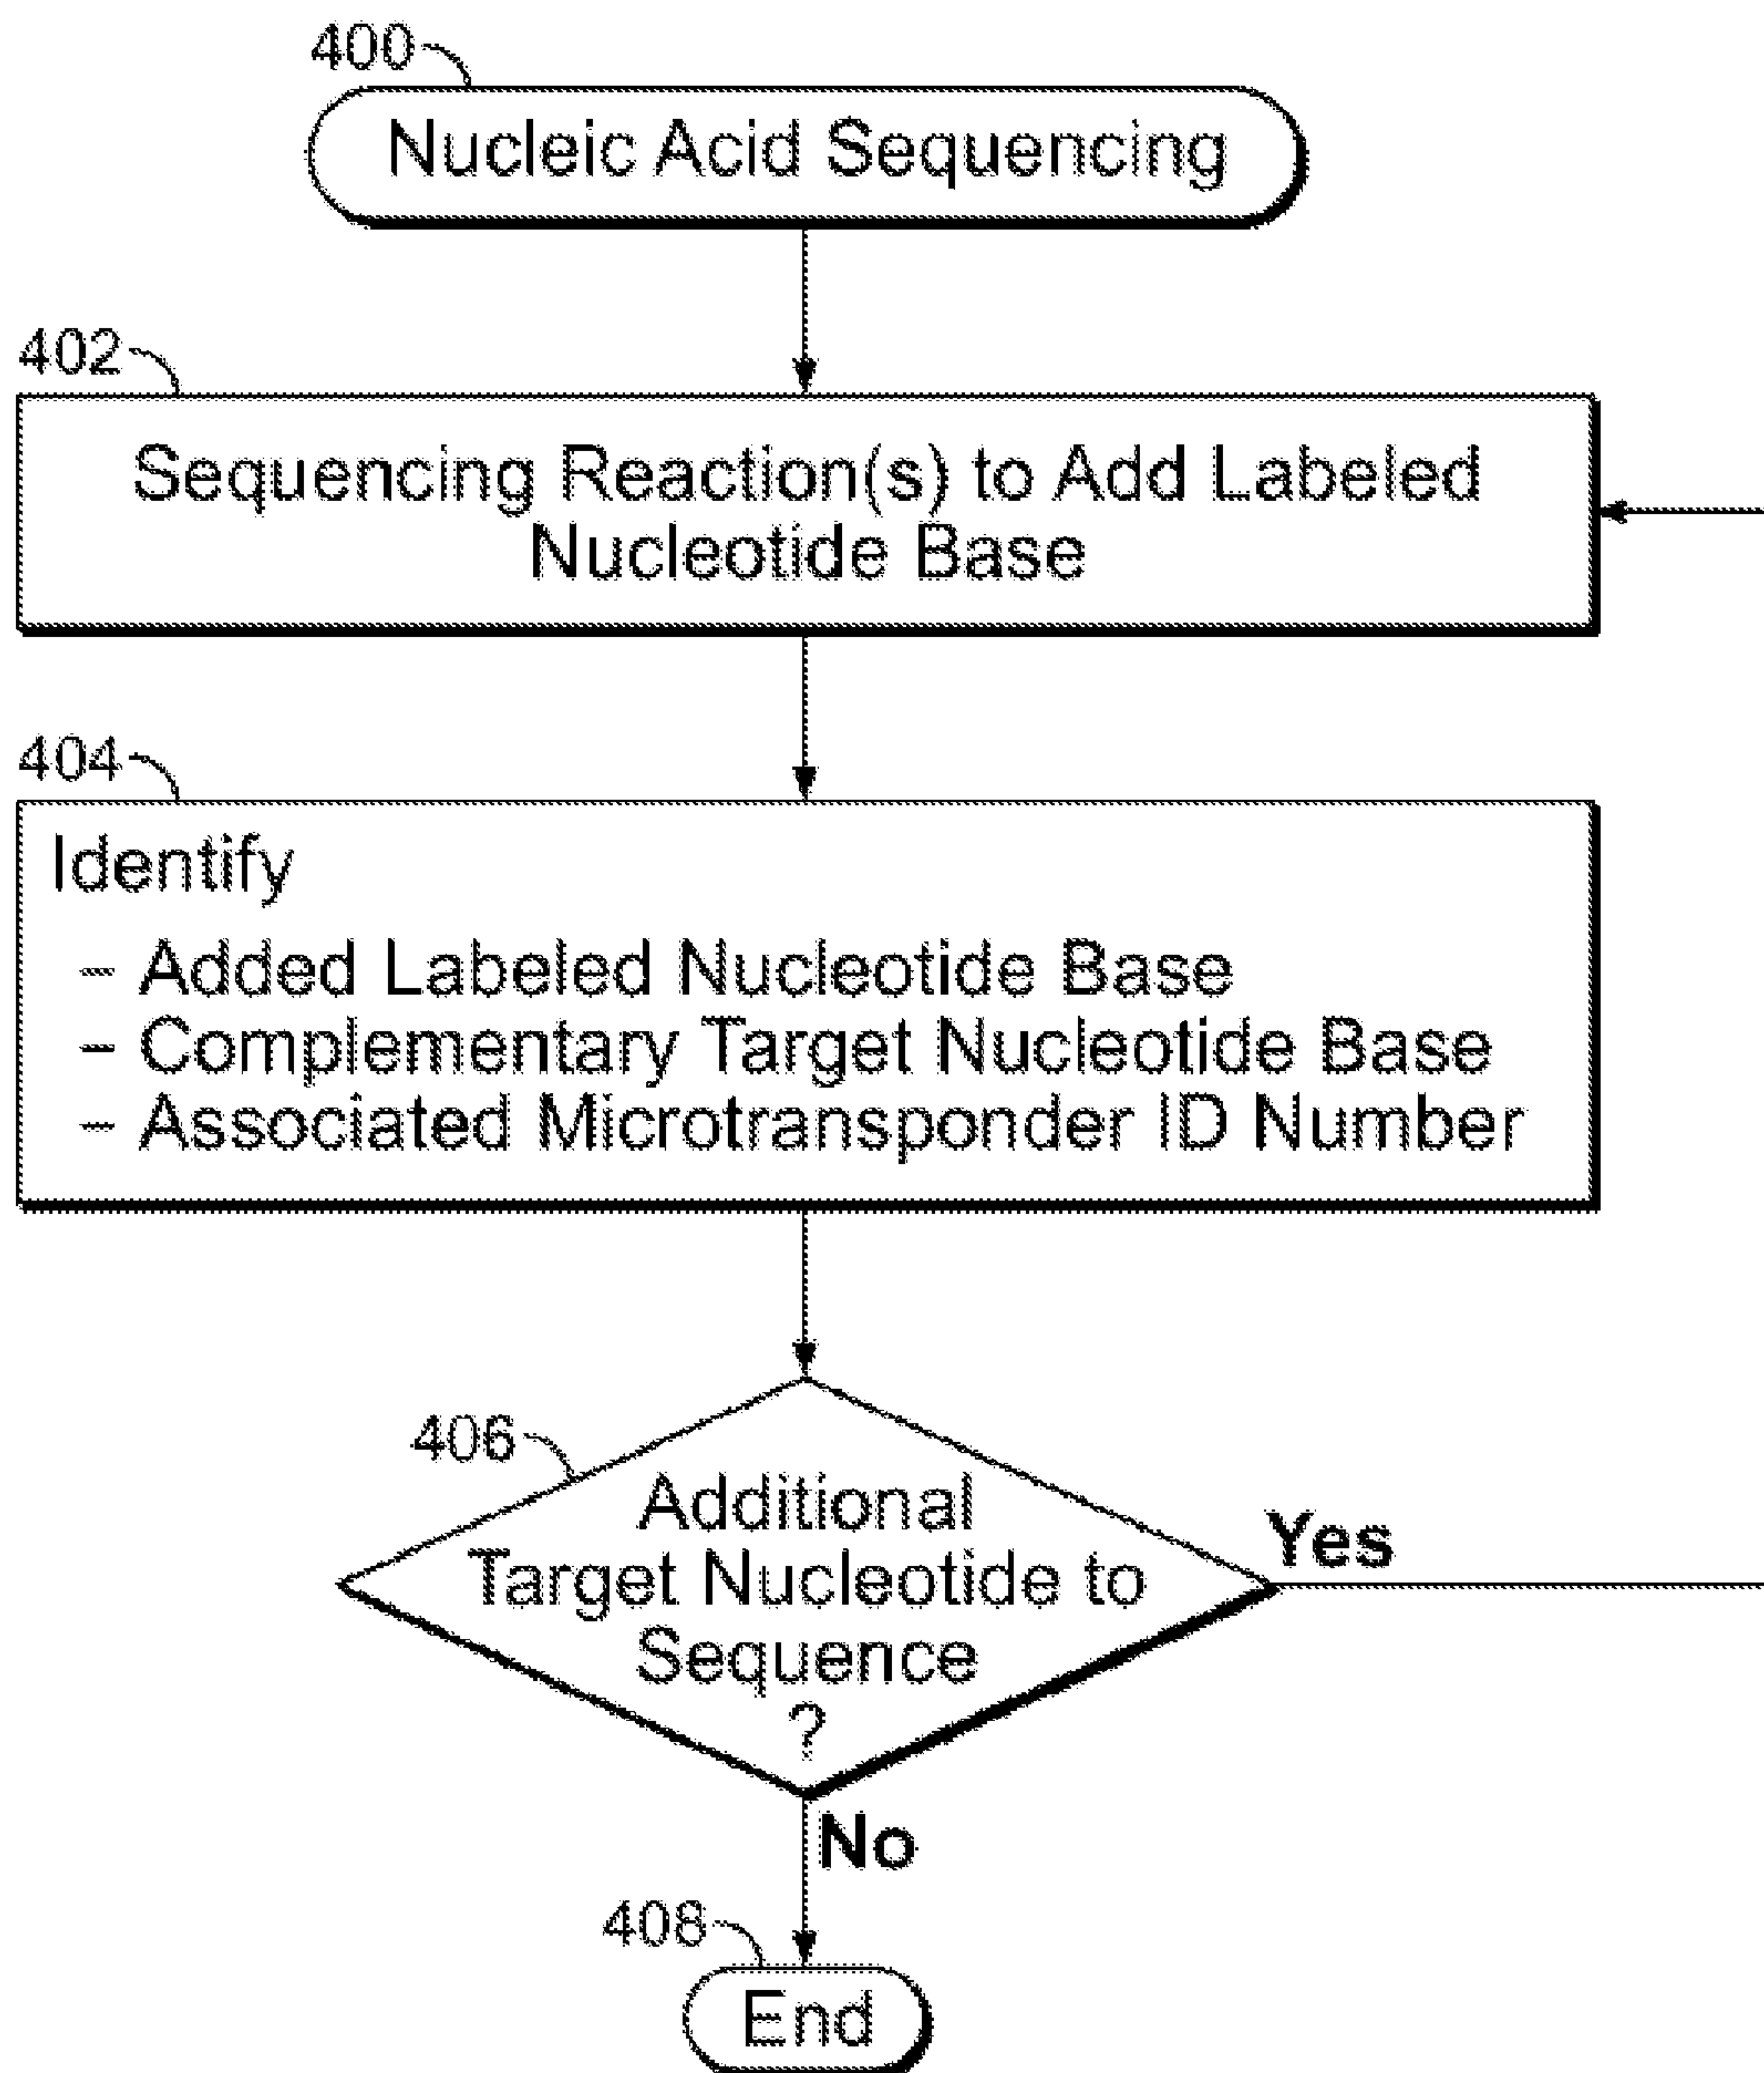 400
Nucleic Acid Sequencing
402
Sequencing Reaction(s) to Add Labeled
Nucleotide Base
404
Identify
– Added Labeled Nucleotide Base
– Complementary Target Nucleotide Base
– Associated Microtransponder ID Number
406
Additional
Target Nucleotide to
Sequence
?
Yes
No
408
End